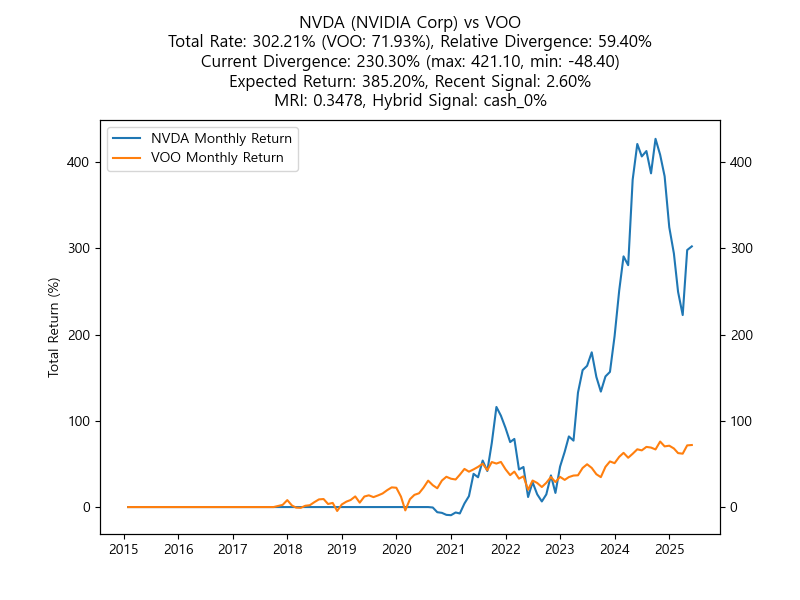 NVDA (NVIDIA Corp) vs VOO
Total Rate: 302.21% (VOO: 71.93%), Relative Divergence: 59.40%
Current Divergence: 230.30% (max: 421.10, min: -48.40)
Expected Return: 385.20%, Recent Signal: 2.60%
MRI: 0.3478, Hybrid Signal: cash_0%
NVDA Monthly Return
VOO Monthly Return
Total Return (%)
400
300
200
100
0
400
300
200
100
0
2015 2016 2017 2018 2019 2020 2021 2022 2023 2024 2025